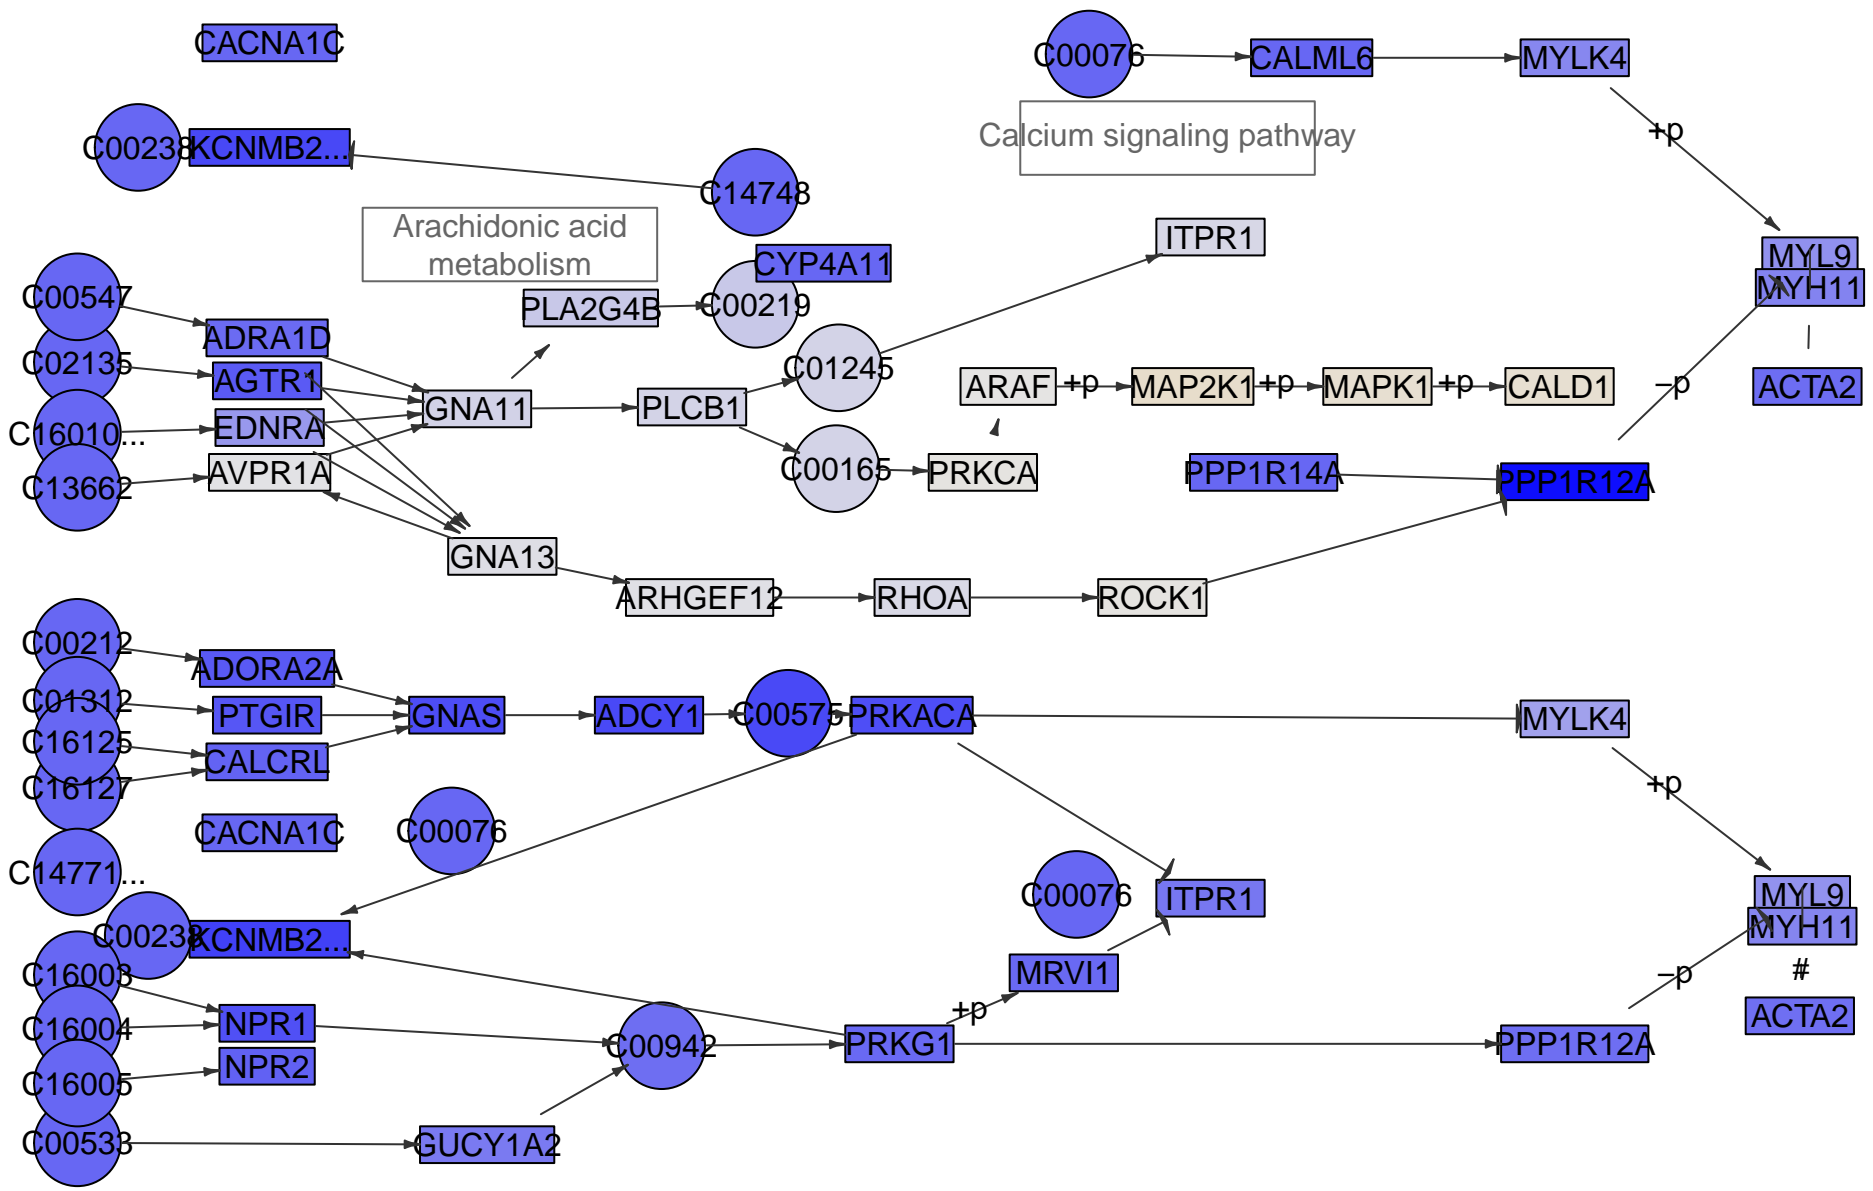 CACNA1C
C00076
CALML6
MYLK4
+p
C00238
KCNMB2...
Calcium signaling pathway
C14748
Arachidonic acid
metabolism
ITPR1
MYL9
CYP4A11
MYH11
C00547
PLA2G4B
C00219
ADRA1D
C02135
AGTR1
C01245
ARAF
+p
MAP2K1
+p
MAPK1
+p
CALD1
–p
ACTA2
GNA11
PLCB1
EDNRA
C16010...
AVPR1A
C00165
PRKCA
PPP1R14A
PPP1R12A
C13662
GNA13
ARHGEF12
RHOA
ROCK1
C00212
ADORA2A
C01312
PTGIR
GNAS
ADCY1
C00575
PRKACA
MYLK4
C16125
CALCRL
C16127
+p
CACNA1C
C00076
C14771...
C00076
ITPR1
MYL9
MYH11
C00238
KCNMB2...
C16003
MRVI1
#
–p
+p
ACTA2
C16004
NPR1
C00942
PRKG1
PPP1R12A
NPR2
C16005
C00533
GUCY1A2